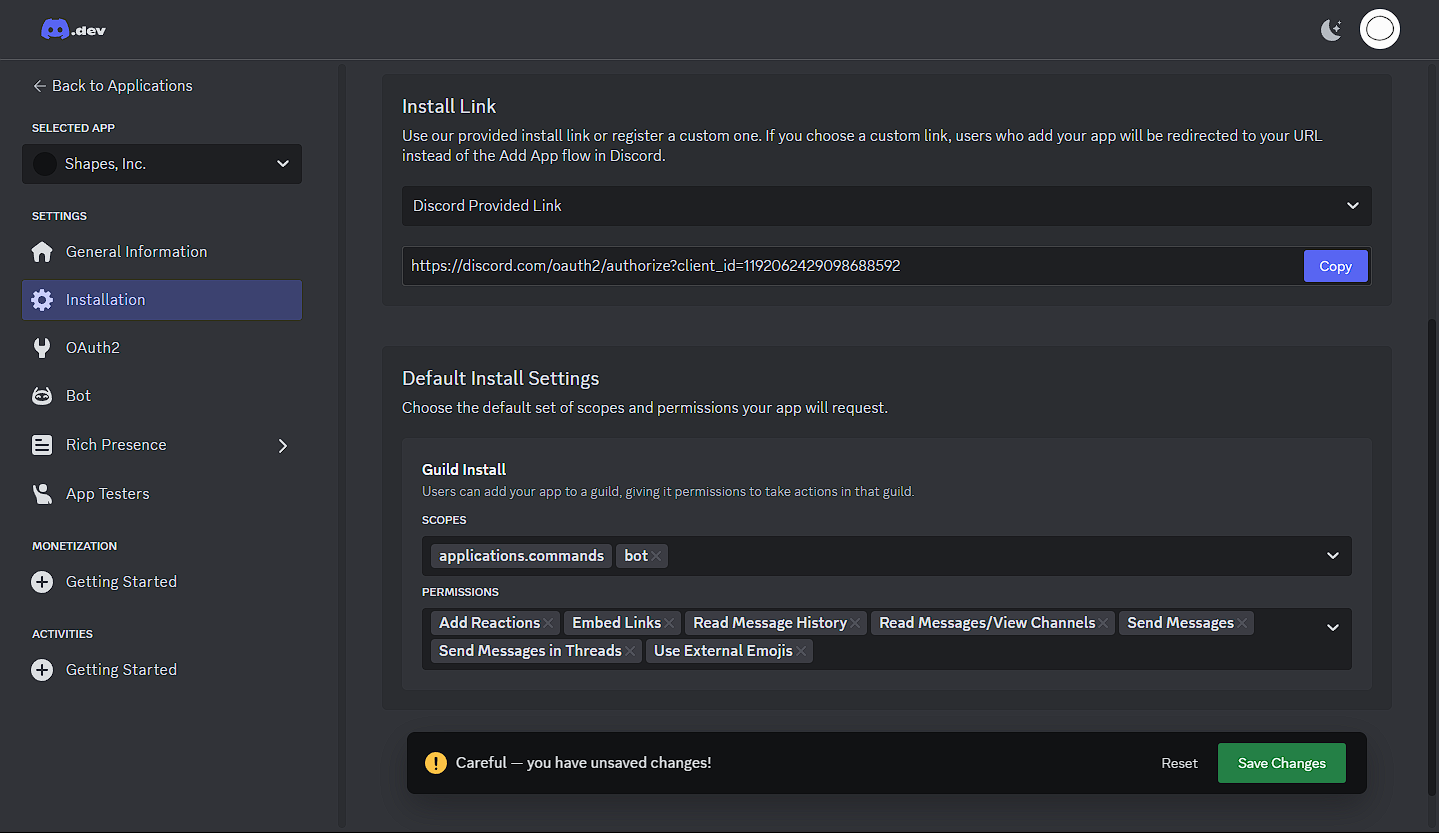 .dev
Back to Applications
SELECTED APP
Shapes, Inc.
SETTINGS
General Information
Installation
OAuth2
Bot
Rich Presence
App Testers
MONETIZATION
Getting Started
ACTIVITIES
Getting Started
Install Link
Use our provided install link or register a custom one. If you choose a custom link, users who add your app will be redirected to your URL
instead of the Add App flow in Discord.
Discord Provided Link
https://discord.com/oauth2/authorize?client_id=1192062429098688592
Copy
Default Install Settings
Choose the default set of scopes and permissions your app will request.
Guild Install
Users can add your app to a guild, giving it permissions to take actions in that guild.
SCOPES
applications.commands bot
PERMISSIONS
Add Reactions Embed Links Read Message History Read Messages/View Channels Send Messages
Send Messages in Threads Use External Emojis
Careful — you have unsaved changes!
Reset
Save Changes